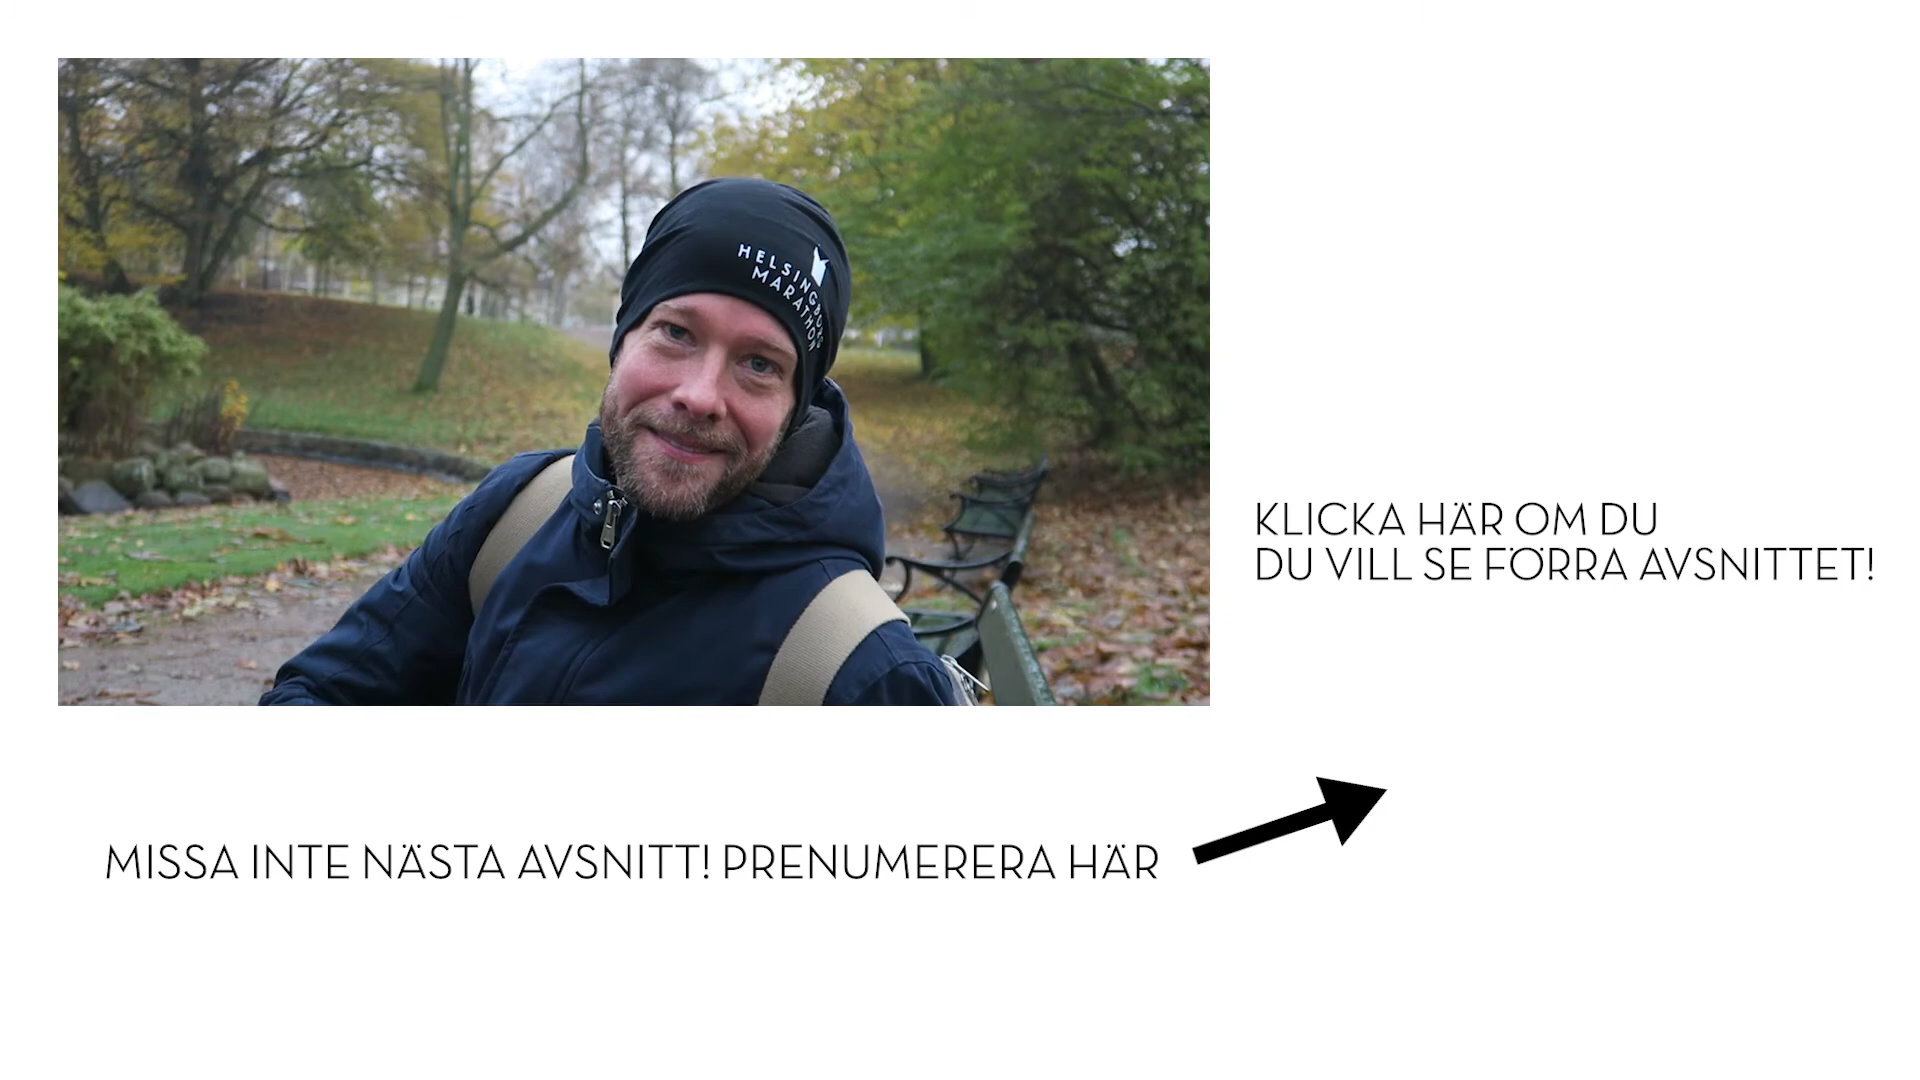 HELSINGBORG
MARATHON
KLICKA HÄR OM DU
DU VILL SE FÖRRA AVSNITTET!
MISSA INTE NÄSTA AVSNITT! PRENUMERERA HÄR